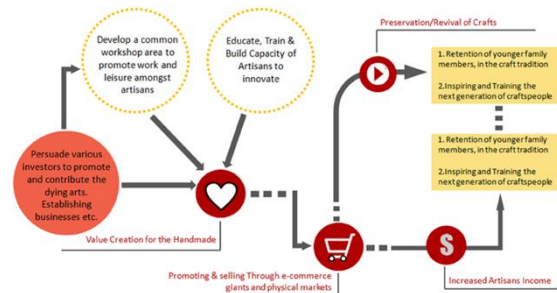 Preservation/Revival of Crafts
Develop a common
workshop area to
promote work and
leisure amongst
artisans
Educate, Train &
Build Capacity of
Artisans to
innovate
1. Retention of younger family
members, in the craft tradition
2.Inspiring and Training the
next generation of craftspeople
Persuade various
investors to promote
and contribute the
dying arts.
Establishing
businesses etc.
1. Retention of younger family
members, in the craft tradition
2.Inspiring and Training the
next generation of craftspeople
Value Creation for the Handmade
$
Promoting & selling Through e-commerce
giants and physical markets
Increased Artisans Income